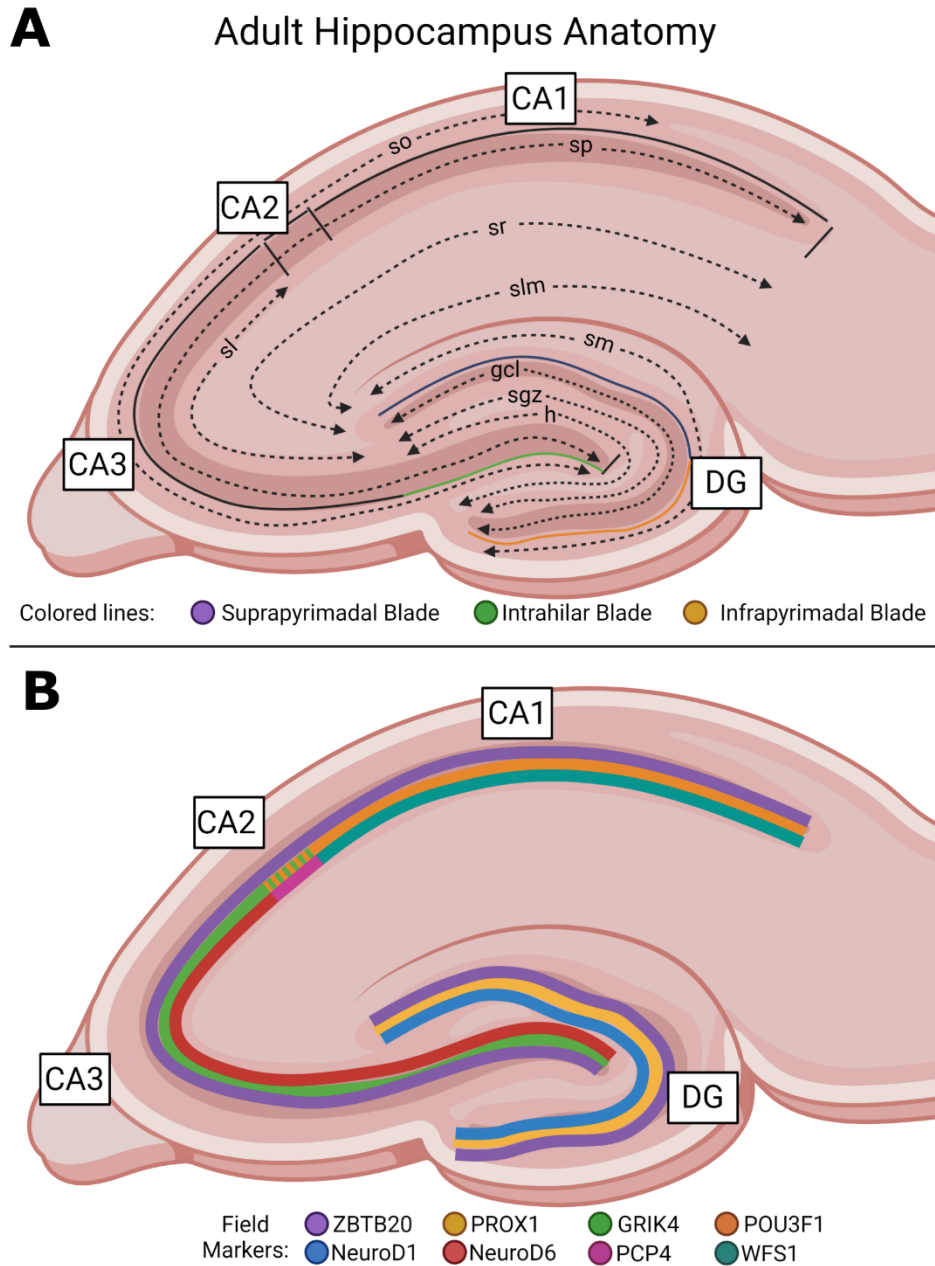 A
Adult Hippocampus Anatomy
CA1
so
sp
CA2
sr
slm
sl
sm
gcl
sgz
h
CA3
DG
Colored lines: Suprapyrimadal Blade Intrahilar Blade Infrapyrimadal Blade
B
CA1
CA2
CA3
DG
Field Markers:
ZBTB20 PROX1 GRIK4 POU3F1
NeuroD1 NeuroD6 PCP4 WFS1